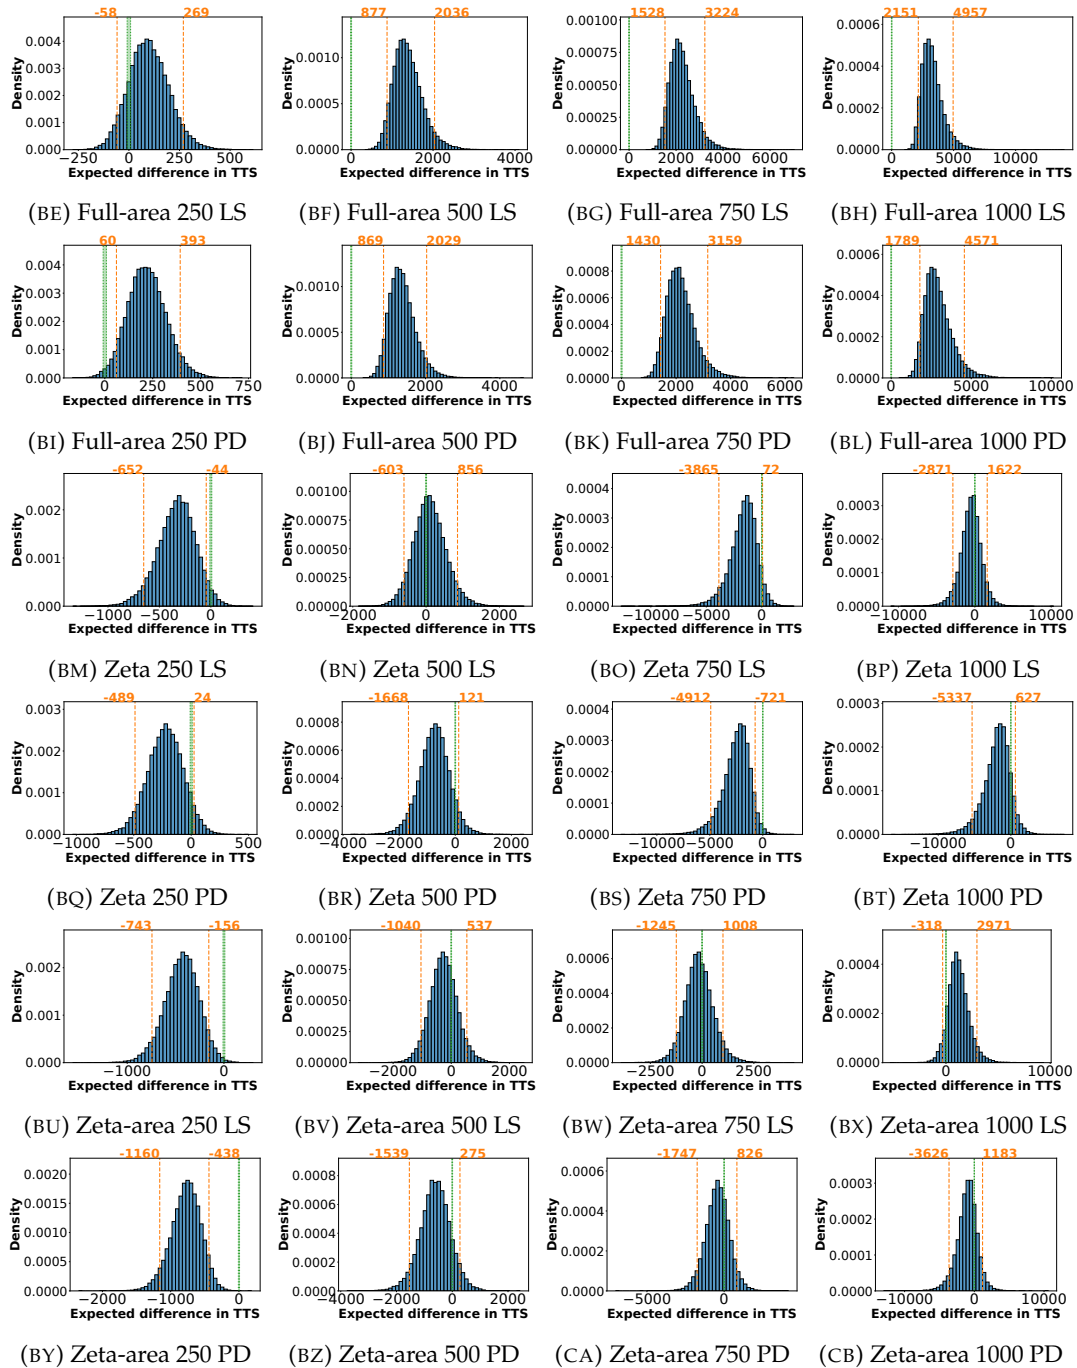 -58 269 877 2036 1528 3224 2151 4957
Density 0.004 0.003 0.002 0.001 0.000 −250 0 250 500 Expected difference in TTS
Density 0.0010 0.0005 0.0000 0 2000 4000 Expected difference in TTS
Density 0.00100 0.00075 0.00050 0.00025 0.00000 0 2000 4000 6000 Expected difference in TTS
Density 0.0006 0.0004 0.0002 0.0000 0 5000 10000 Expected difference in TTS
(BE) Full-area 250 LS (BF) Full-area 500 LS (BG) Full-area 750 LS (BH) Full-area 1000 LS
60 393 869 2029 1430 3159 1789 4571
Density 0.004 0.003 0.002 0.001 0.000 0 250 500 750 Expected difference in TTS
Density 0.0015 0.0010 0.0005 0.0000 0 2000 4000 Expected difference in TTS
Density 0.0008 0.0006 0.0004 0.0002 0.0000 0 2000 4000 6000 Expected difference in TTS
Density 0.0006 0.0004 0.0002 0.0000 0 5000 10000 Expected difference in TTS
(BI) Full-area 250 PD (BJ) Full-area 500 PD (BK) Full-area 750 PD (BL) Full-area 1000 PD
-652 -44 -603 856 -3865 72 -2871 1622
Density 0.002 0.001 0.000 −1000 −500 0 Expected difference in TTS
Density 0.00100 0.00075 0.00050 0.00025 0.00000 −2000 0 2000 Expected difference in TTS
Density 0.0004 0.0003 0.0002 0.0001 0.0000 −10000 −5000 0 Expected difference in TTS
Density 0.0003 0.0002 0.0001 0.0000 −10000 0 10000 Expected difference in TTS
(BM) Zeta 250 LS (BN) Zeta 500 LS (BO) Zeta 750 LS (BP) Zeta 1000 LS
-489 24 -1668 121 -4912 -721 -5337 627
Density 0.003 0.002 0.001 0.000 −1000 −500 0 500 Expected difference in TTS
Density 0.0008 0.0006 0.0004 0.0002 0.0000 −4000 −2000 0 2000 Expected difference in TTS
Density 0.0004 0.0003 0.0002 0.0001 0.0000 −10000 −5000 0 Expected difference in TTS
Density 0.0003 0.0002 0.0001 0.0000 −10000 0 Expected difference in TTS
(BQ) Zeta 250 PD (BR) Zeta 500 PD (BS) Zeta 750 PD (BT) Zeta 1000 PD
-743 -156 -1040 537 -1245 1008 -318 2971
Density 0.002 0.001 0.000 −1000 0 Expected difference in TTS
Density 0.00100 0.00075 0.00050 0.00025 0.00000 −2000 0 2000 Expected difference in TTS
Density 0.0006 0.0004 0.0002 0.0000 −2500 0 2500 Expected difference in TTS
Density 0.0004 0.0002 0.0000 0 10000 Expected difference in TTS
(BU) Zeta-area 250 LS (BV) Zeta-area 500 LS (BW) Zeta-area 750 LS (BX) Zeta-area 1000 LS
-1160 -438 -1539 275 -1747 826 -3626 1183
Density 0.0020 0.0015 0.0010 0.0005 0.0000 −2000 −1000 0 Expected difference in TTS
Density 0.0008 0.0006 0.0004 0.0002 0.0000 −4000 −2000 0 2000 Expected difference in TTS
Density 0.0006 0.0004 0.0002 0.0000 −5000 0 Expected difference in TTS
Density 0.0003 0.0002 0.0001 0.0000 −10000 0 10000 Expected difference in TTS
(BY) Zeta-area 250 PD (BZ) Zeta-area 500 PD (CA) Zeta-area 750 PD (CB) Zeta-area 1000 PD